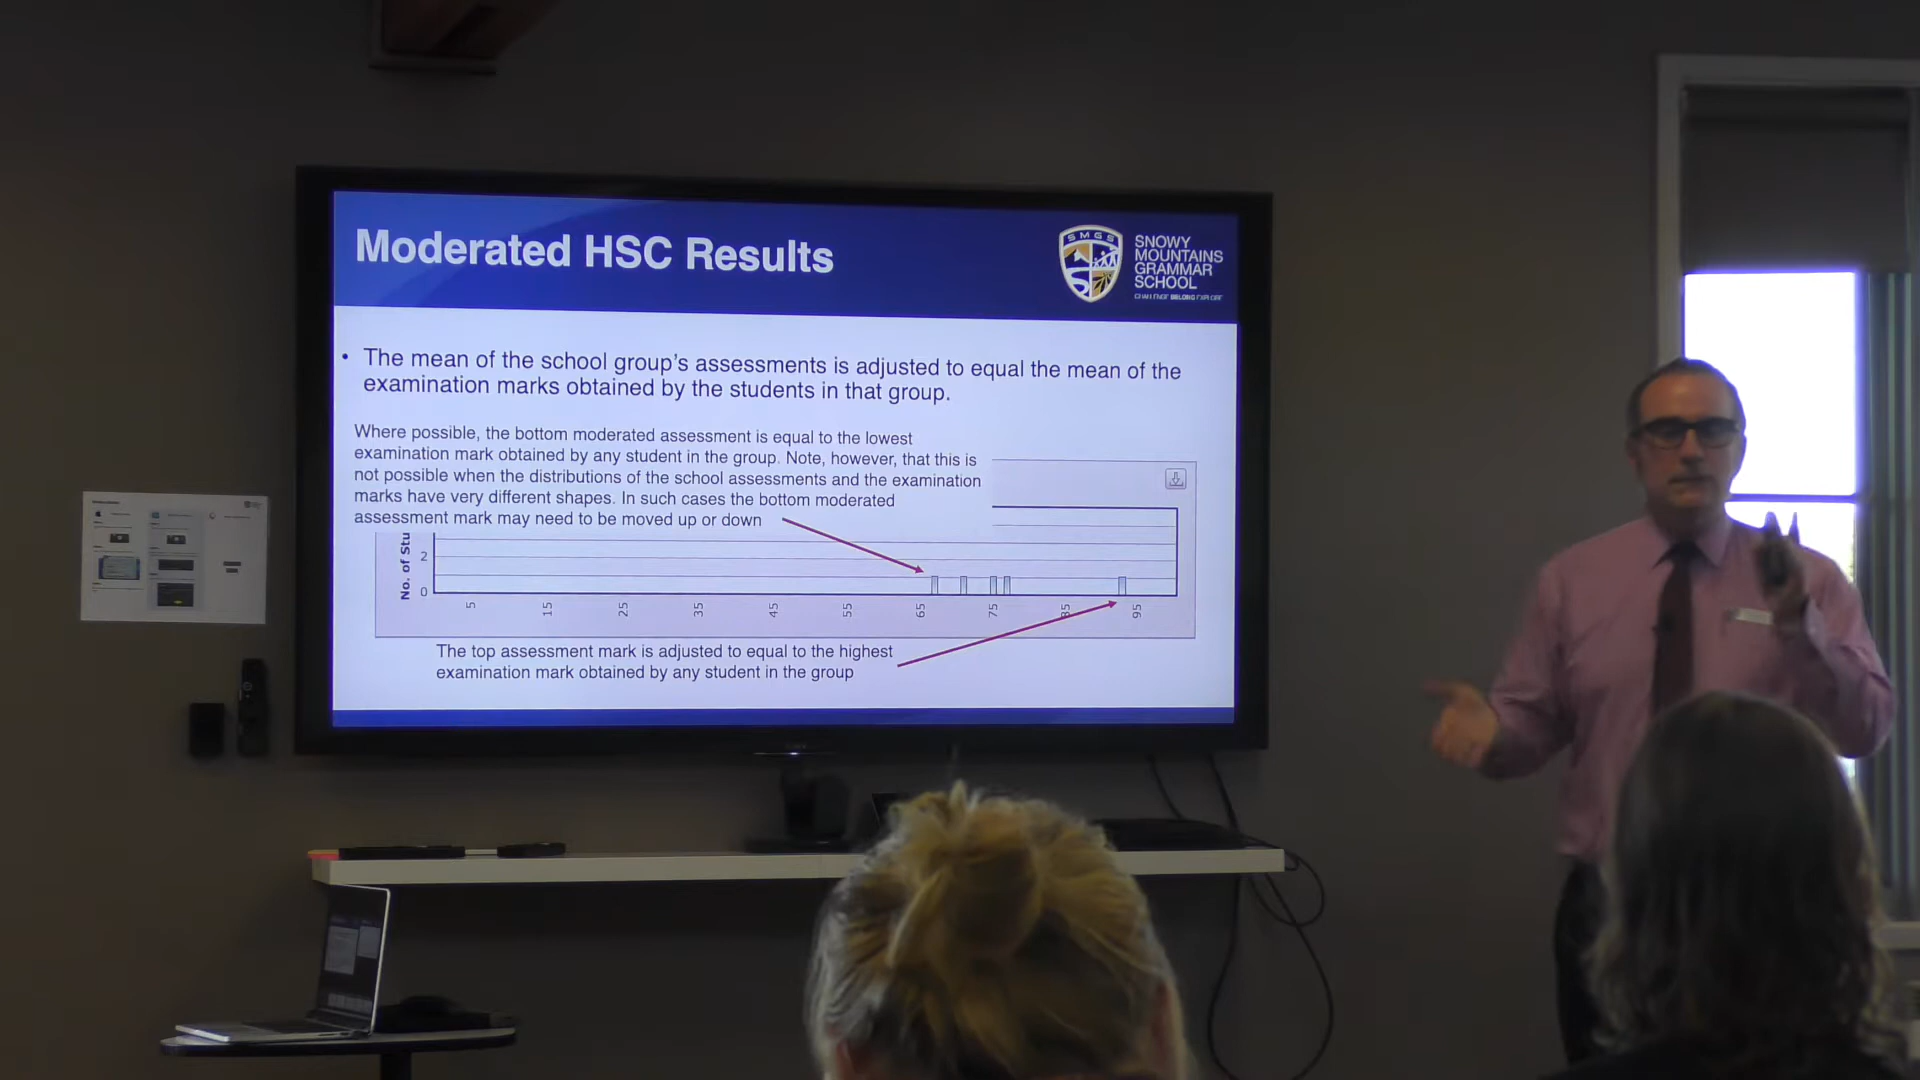 Moderated HSC Results
SMGS
SNOWY
MOUNTAINS
GRAMMAR
SCHOOL
CHALLENGE BELONG EXPLORE
• The mean of the school group's assessments is adjusted to equal the mean of the
examination marks obtained by the students in that group.
Where possible, the bottom moderated assessment is equal to the lowest
examination mark obtained by any student in the group. Note, however, that this is
not possible when the distributions of the school assessments and the examination
marks have very different shapes. In such cases the bottom moderated
assessment mark may need to be moved up or down
No. of Stu
2
0
5 15 25 35 45 55 65 75 85 95
The top assessment mark is adjusted to equal to the highest
examination mark obtained by any student in the group